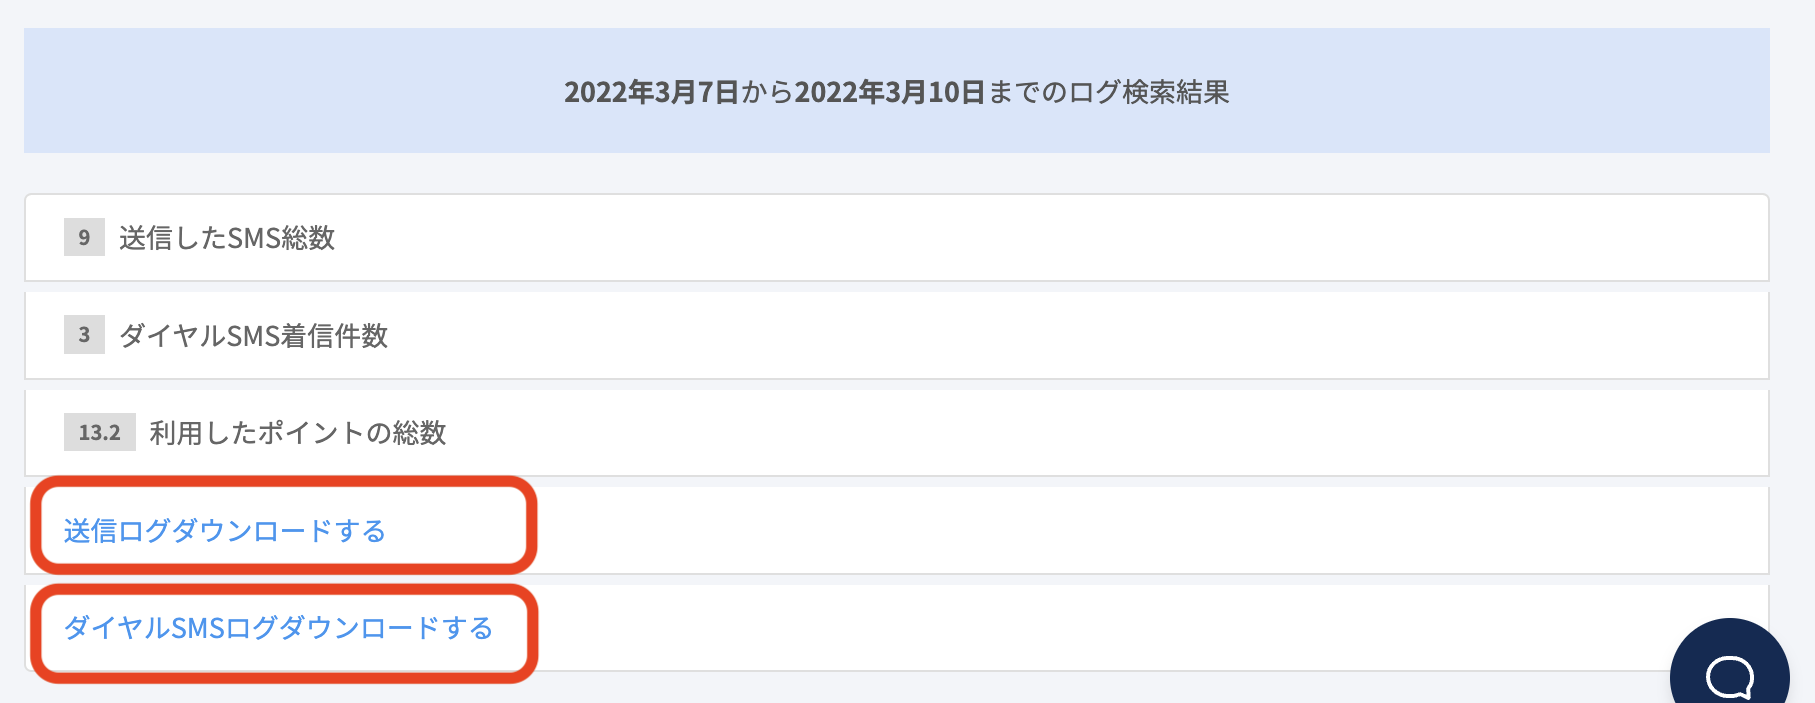 2022年3月7日から2022年3月10日までのログ検索結果
9 送信したSMS総数
3 ダイヤルSMS着信件数
13.2 利用したポイントの総数
送信ログダウンロードする
ダイヤルSMSログダウンロードする